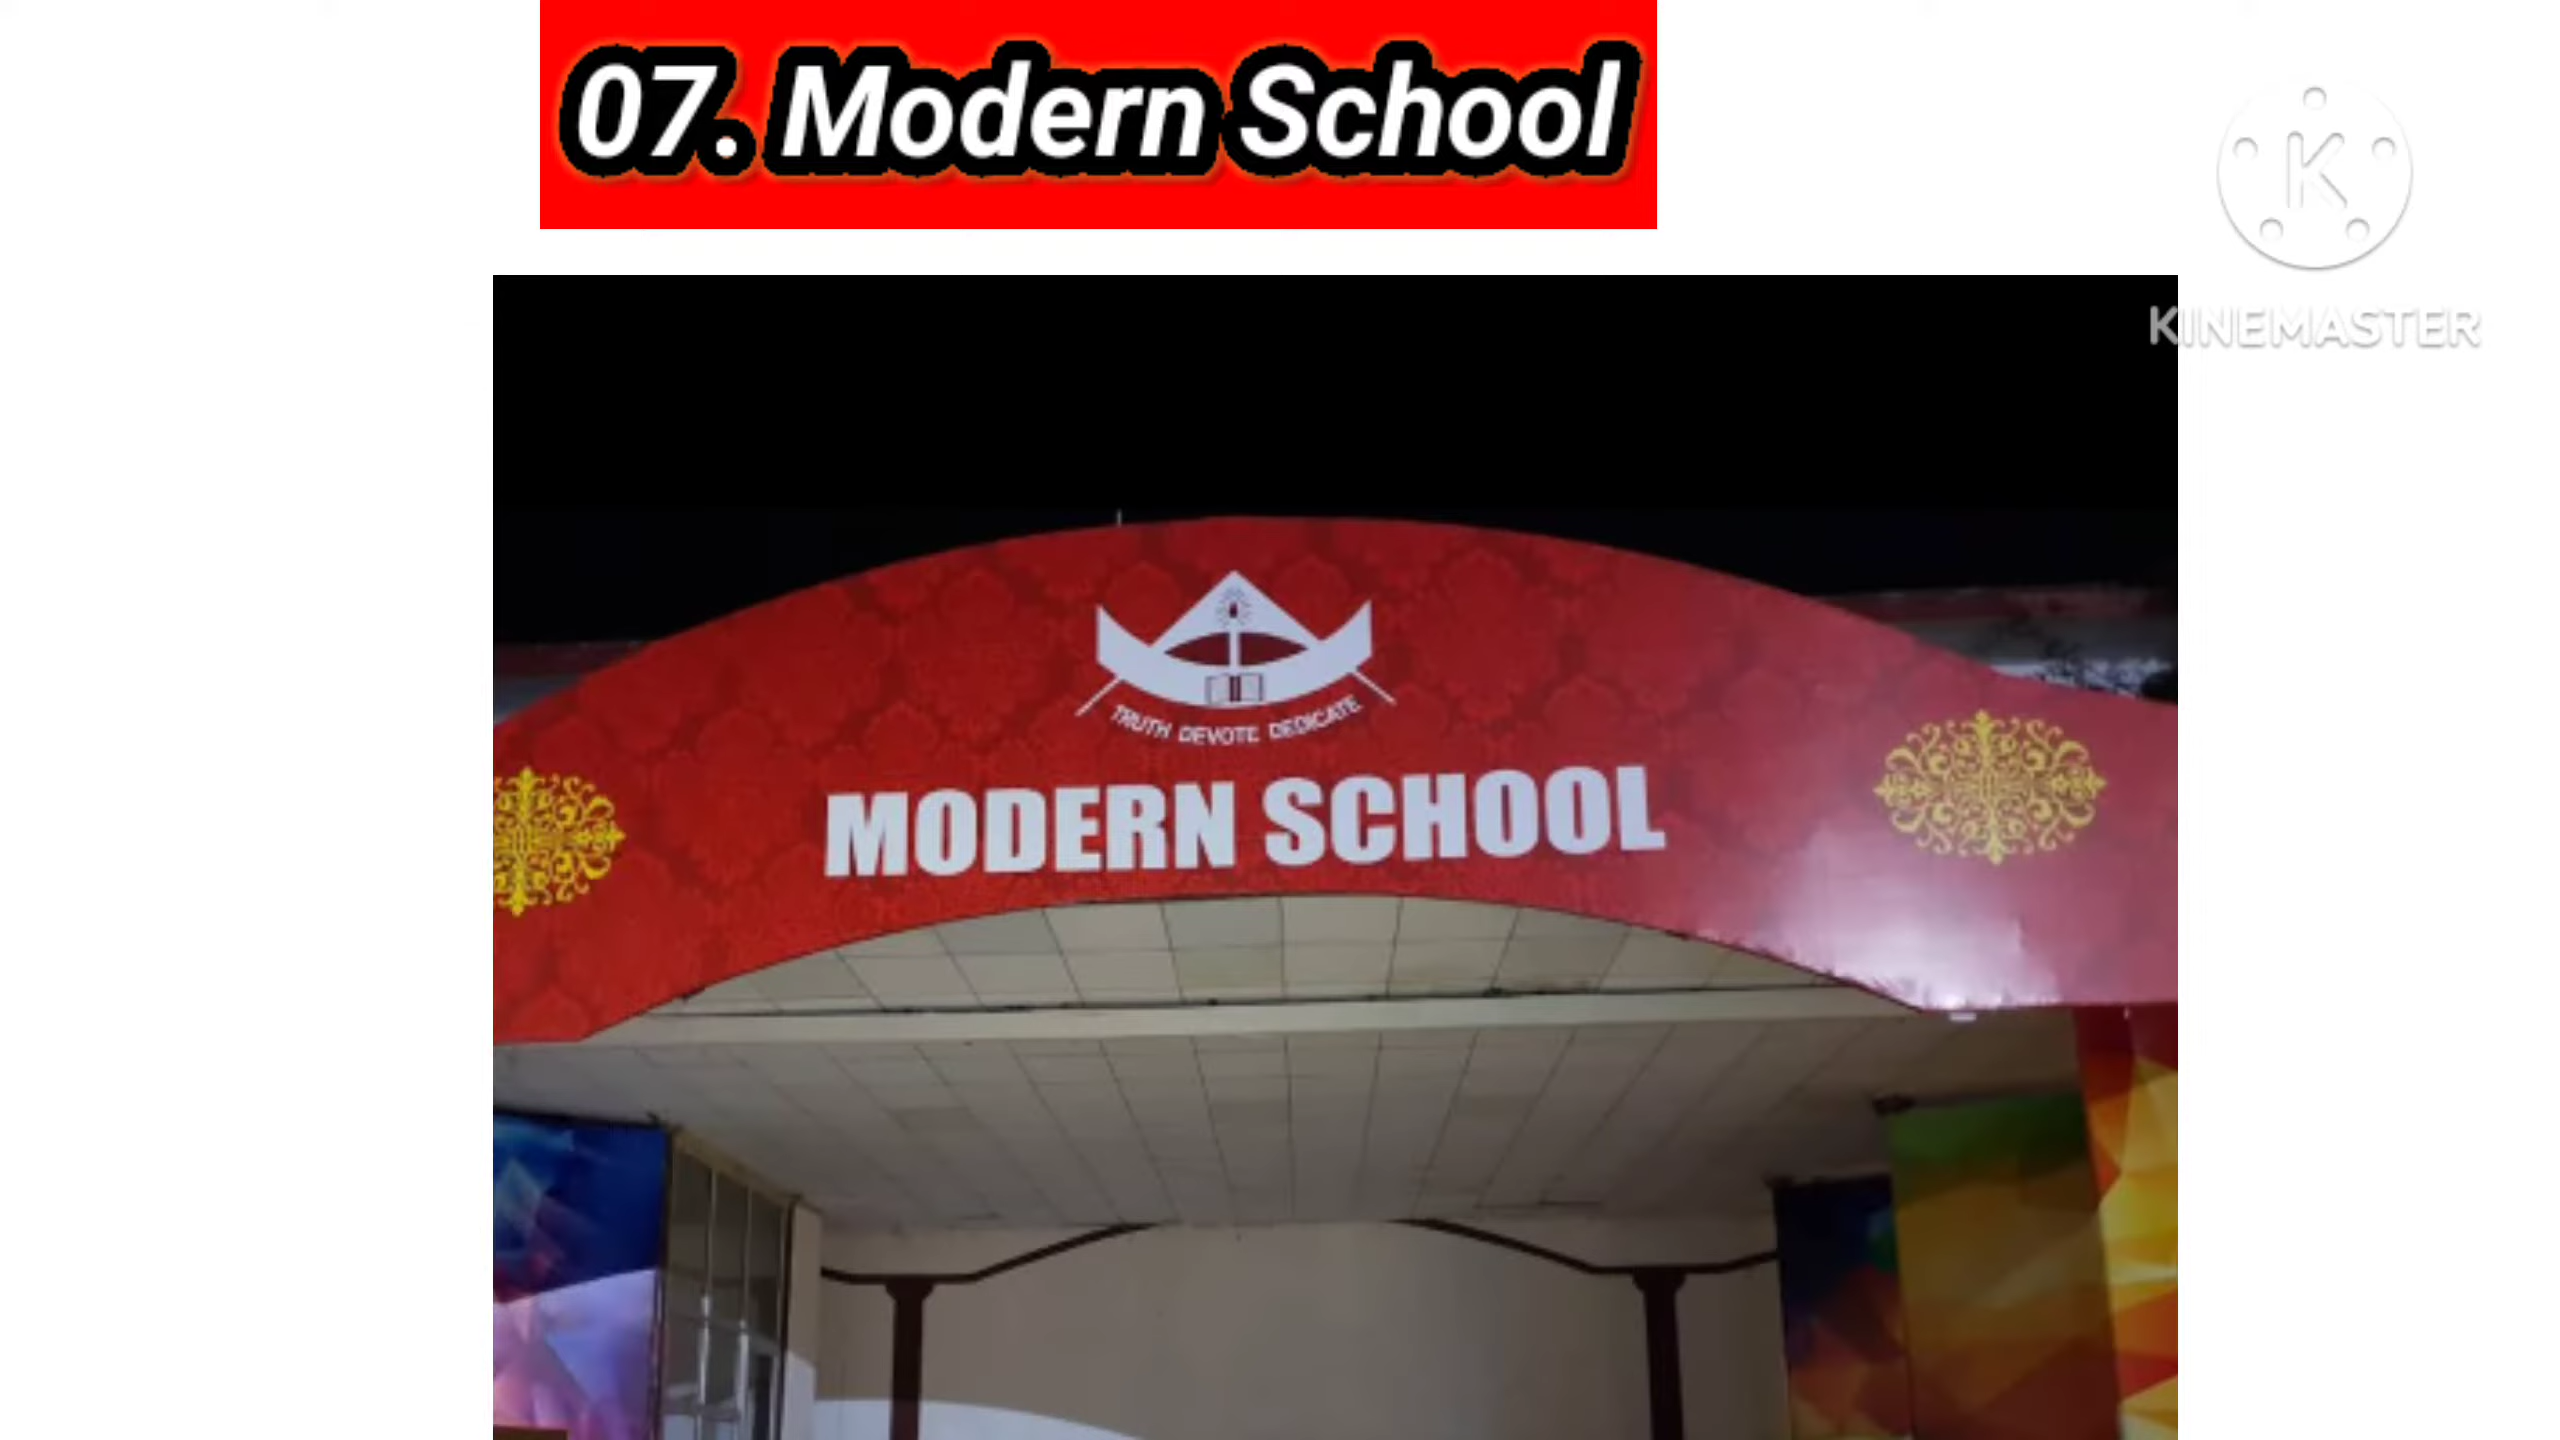 07. Modern School
K
KINEMASTER
TRUTH DEVOTE DEDICATE
MODERN SCHOOL